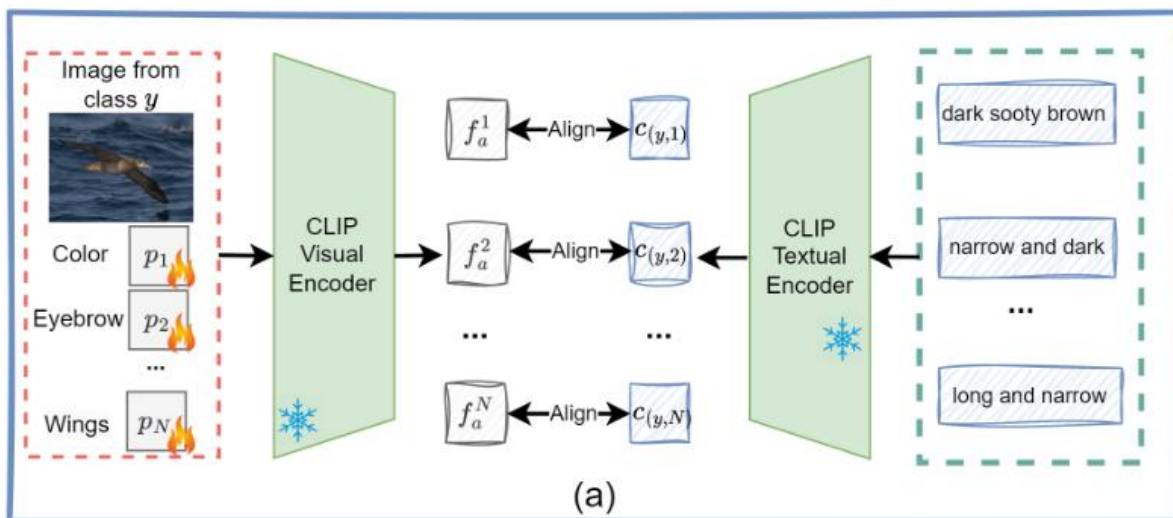 Image from
class y
Color
p₁
Eyebrow
p₂
...
Wings
p_N
CLIP
Visual
Encoder
f_a^1
Align
c_(y,1)
f_a^2
Align
c_(y,2)
...
...
f_a^N
Align
c_(y,N)
CLIP
Textual
Encoder
dark sooty brown
narrow and dark
...
long and narrow
(a)